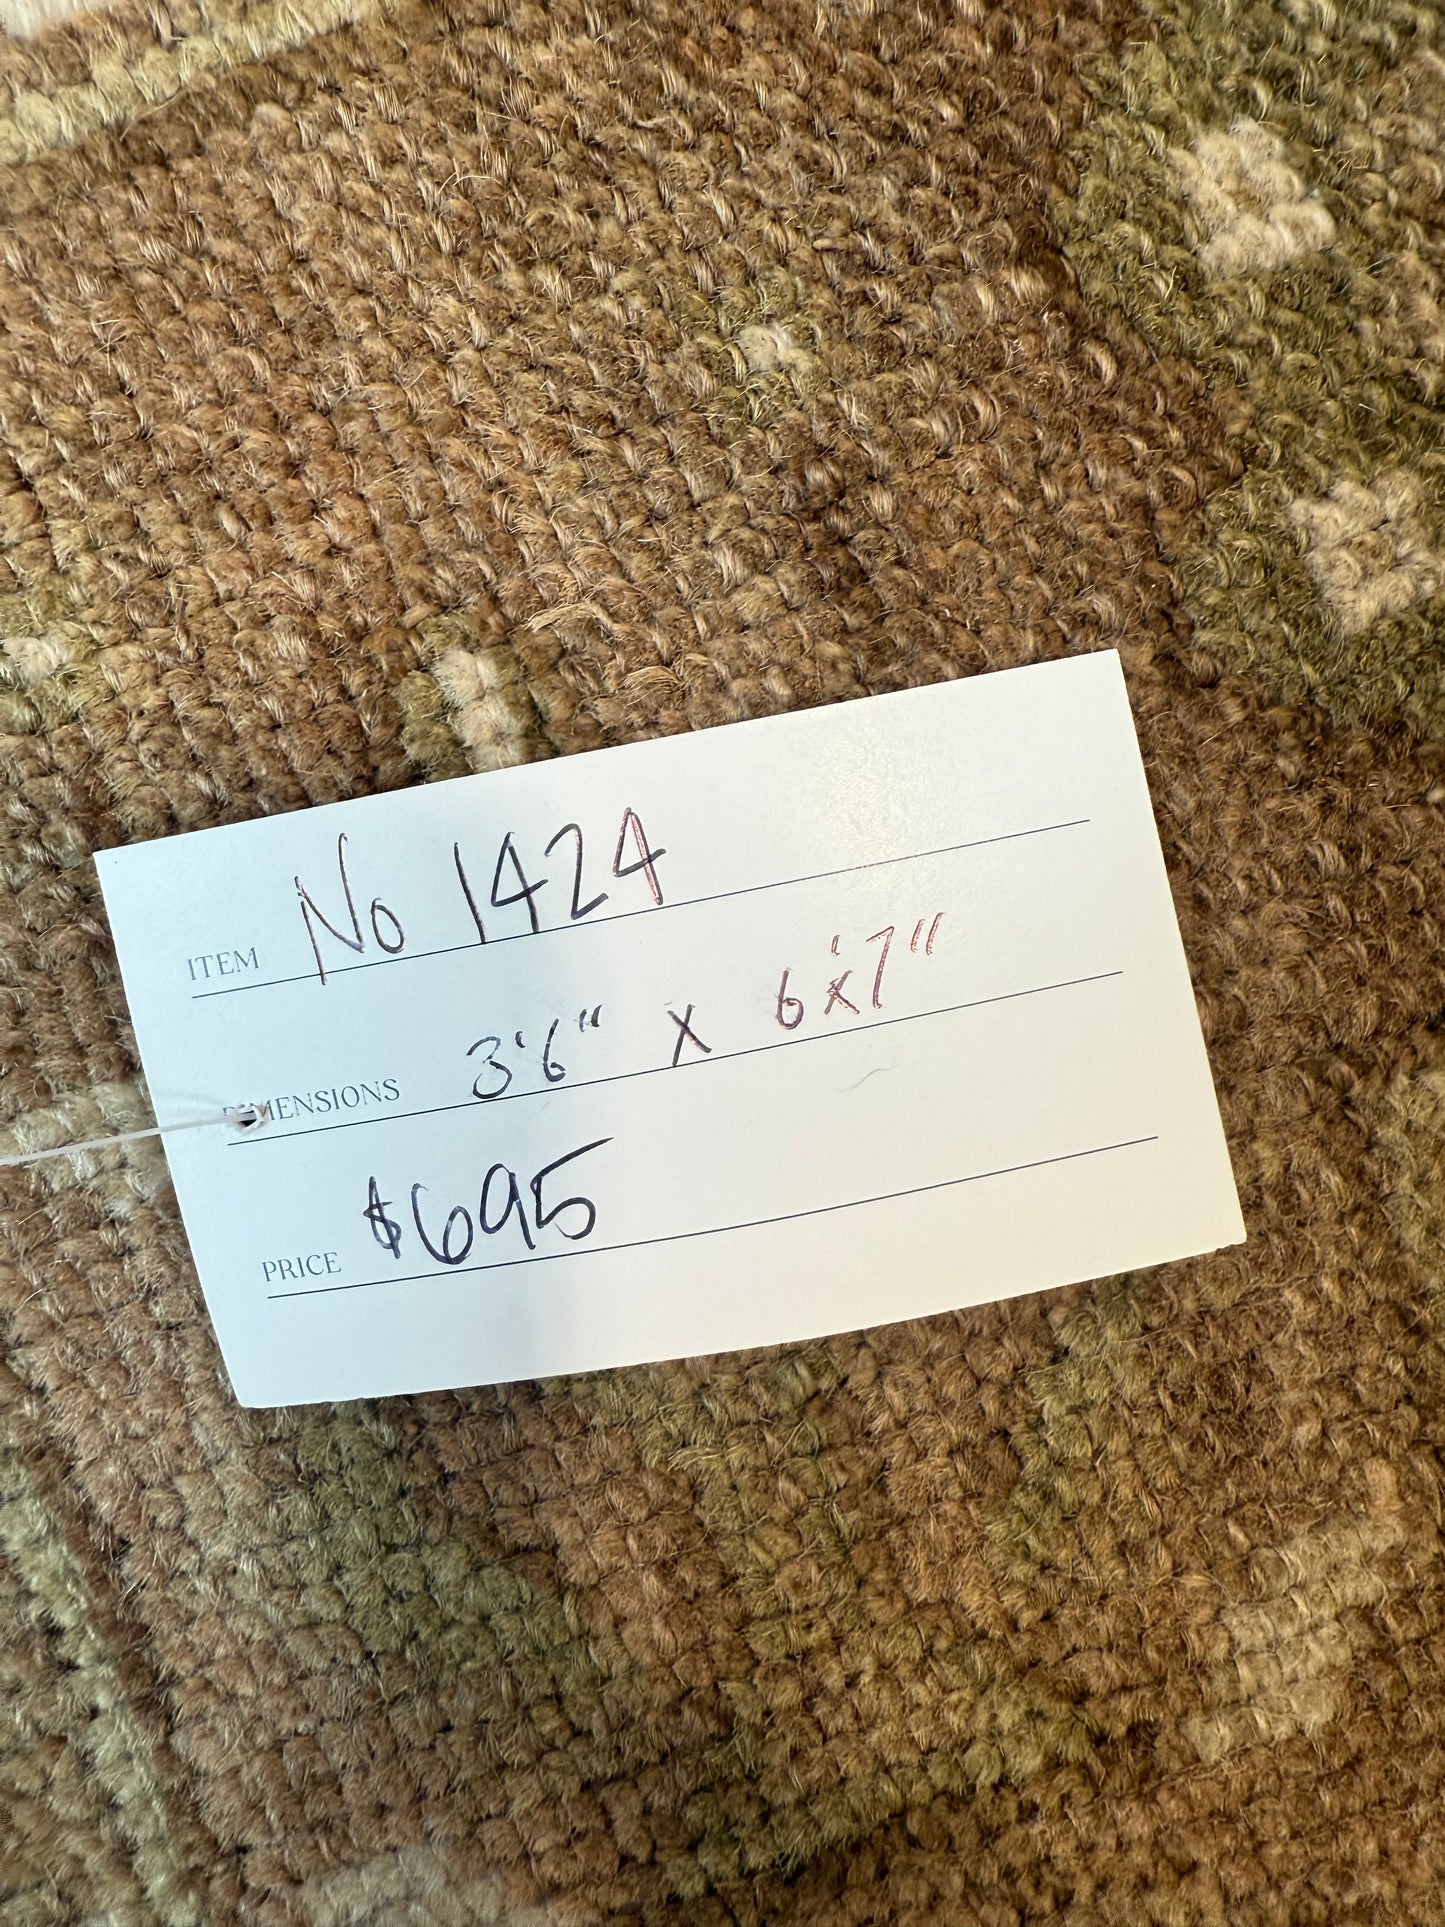 ITEM No 1424
DIMENSIONS 3'6" x 6'7"
PRICE $695